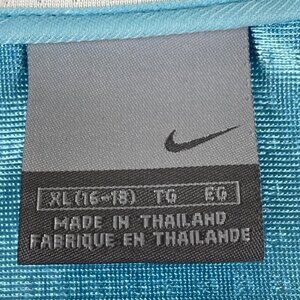 XL (16-18) TG EG
MADE IN THAILAND
FABRIQUE EN THAILANDE